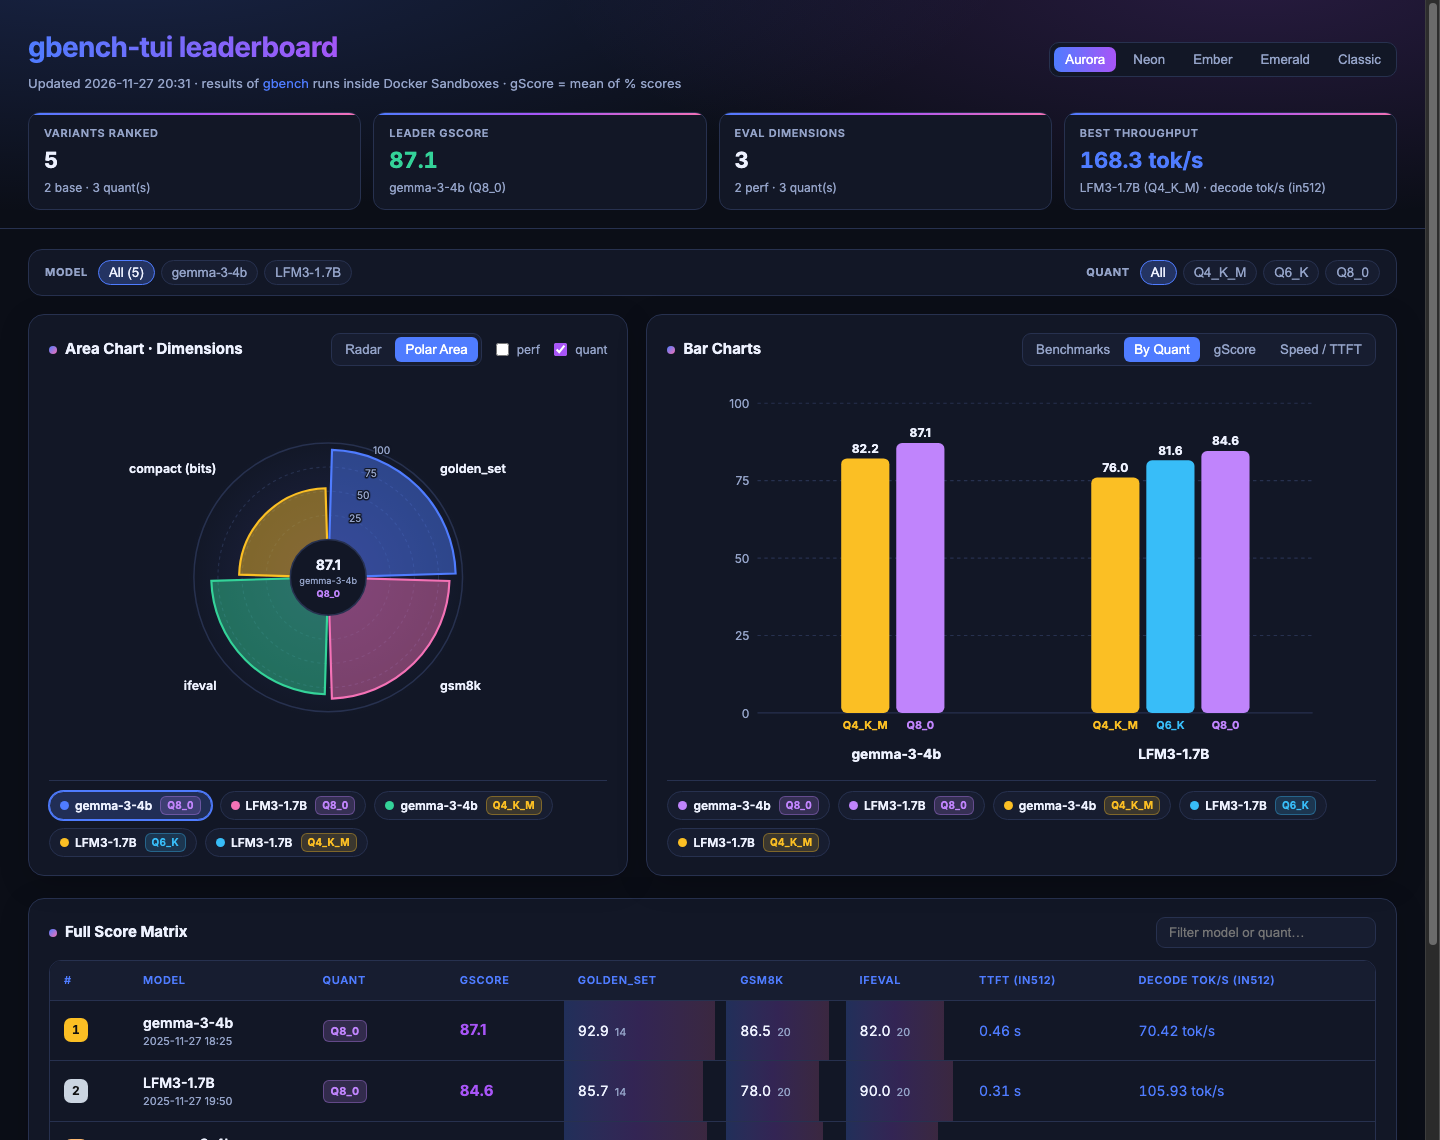 gbench-tui leaderboard
Updated 2026-11-27 20:31 · results of gbench runs inside Docker Sandboxes · gScore = mean of % scores
Aurora Neon Ember Emerald Classic
VARIANTS RANKED
5
2 base · 3 quant(s)
LEADER GSCORE
87.1
gemma-3-4b (Q8_0)
EVAL DIMENSIONS
3
2 perf · 3 quant(s)
BEST THROUGHPUT
168.3 tok/s
LFM3-1.7B (Q4_K_M) · decode tok/s (in512)
MODEL All (5) gemma-3-4b LFM3-1.7B
QUANT All Q4_K_M Q6_K Q8_0
Area Chart · Dimensions
Radar Polar Area perf quant
compact (bits)
golden_set
100
75
50
25
87.1
gemma-3-4b
Q8_0
ifeval
gsm8k
gemma-3-4b Q8_0 LFM3-1.7B Q8_0 gemma-3-4b Q4_K_M
LFM3-1.7B Q6_K LFM3-1.7B Q4_K_M
Bar Charts
Benchmarks By Quant gScore Speed / TTFT
100
75
50
25
0
82.2 87.1 76.0 81.6 84.6
Q4_K_M Q8_0 Q4_K_M Q6_K Q8_0
gemma-3-4b LFM3-1.7B
gemma-3-4b Q8_0 LFM3-1.7B Q8_0 gemma-3-4b Q4_K_M LFM3-1.7B Q6_K
LFM3-1.7B Q4_K_M
Full Score Matrix
Filter model or quant...
# MODEL QUANT GSCORE GOLDEN_SET GSM8K IFEVAL TTFT (IN512) DECODE TOK/S (IN512)
1 gemma-3-4b Q8_0 87.1 92.9 14 86.5 20 82.0 20 0.46 s 70.42 tok/s
2025-11-27 18:25
2 LFM3-1.7B Q8_0 84.6 85.7 14 78.0 20 90.0 20 0.31 s 105.93 tok/s
2025-11-27 19:50